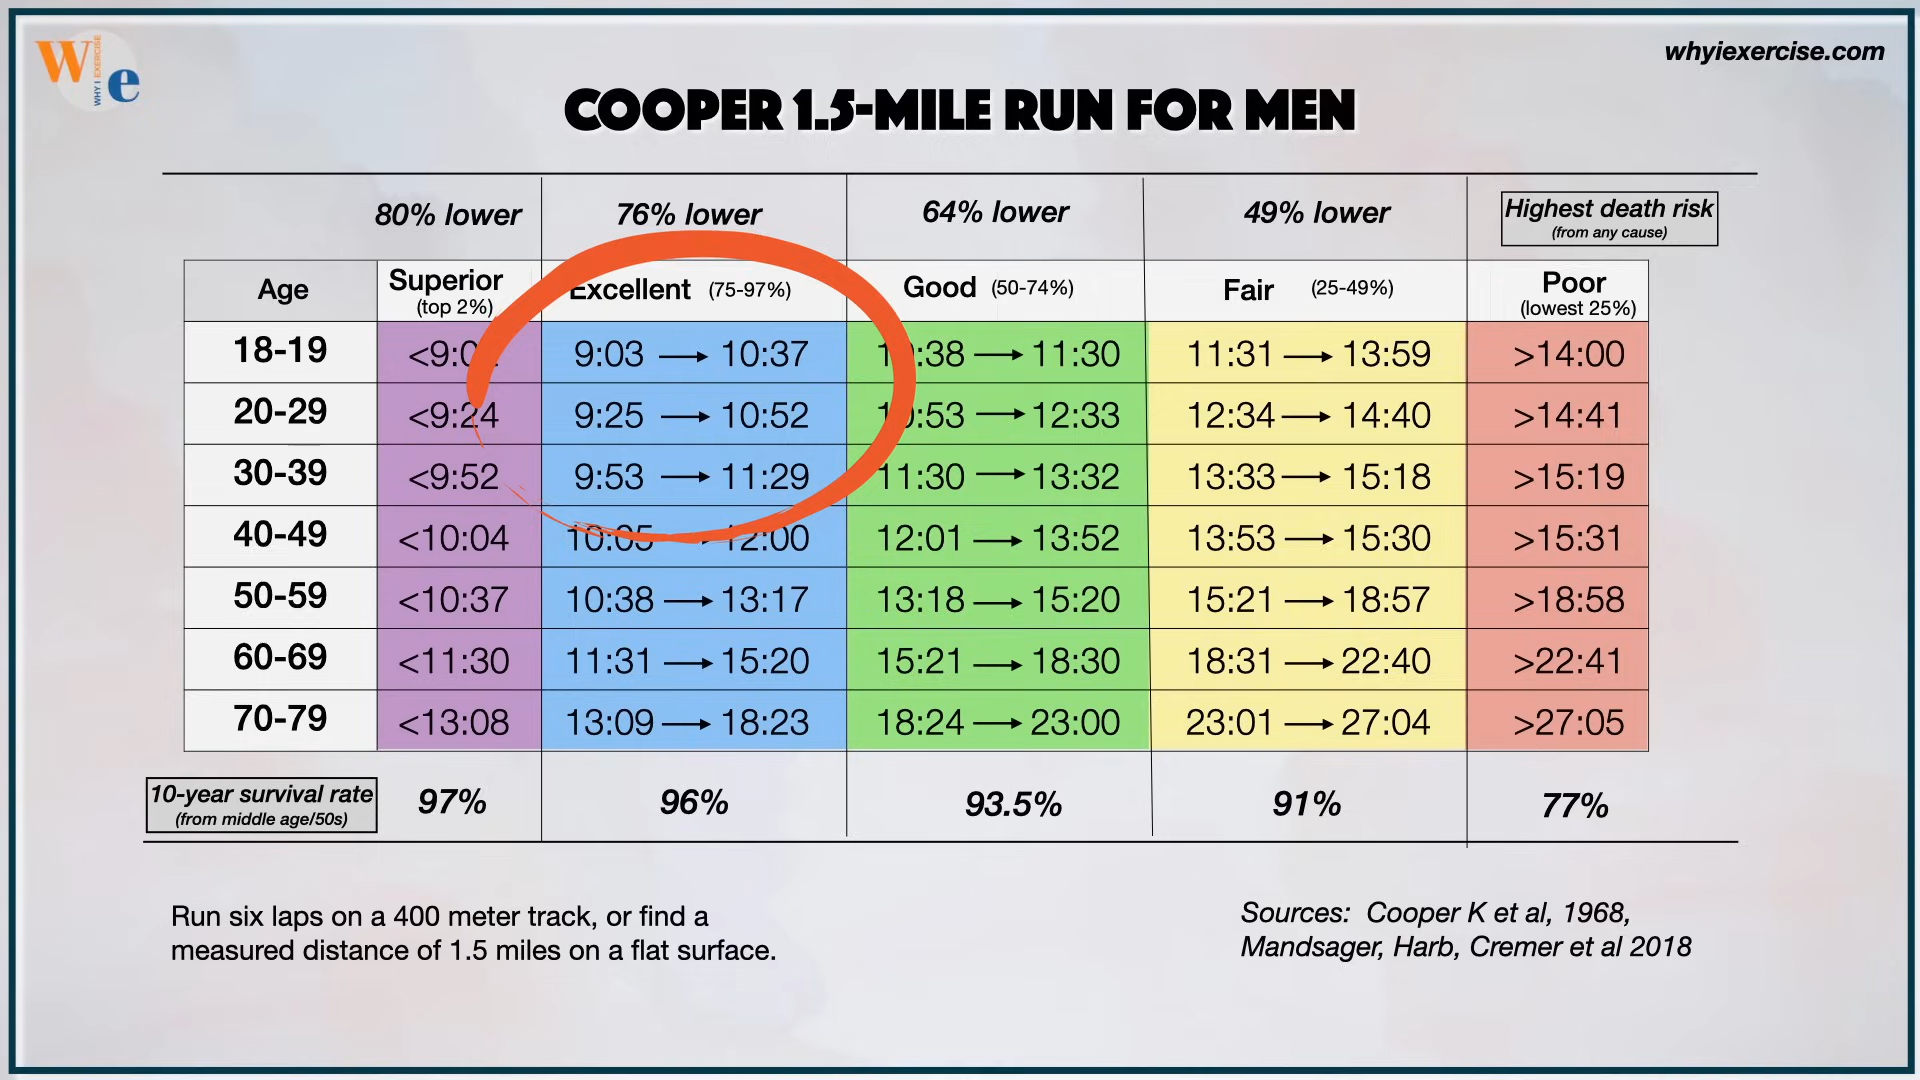 We
WHY I EXERCISE
whyiexercise.com
COOPER 1.5-MILE RUN FOR MEN
80% lower 76% lower 64% lower 49% lower Highest death risk
(from any cause)
Age Superior Excellent (75-97%) Good (50-74%) Fair (25-49%) Poor
(top 2%) (lowest 25%)
18-19 9:03 → 10:37 → 11:30 11:31 → 13:59 >14:00
20-29 <9:24 9:25 → 10:52 10:53 → 12:33 12:34 → 14:40 >14:41
30-39 <9:52 9:53 → 11:29 11:30 → 13:32 13:33 → 15:18 >15:19
40-49 <10:04 10:05 → 12:00 12:01 → 13:52 13:53 → 15:30 >15:31
50-59 <10:37 10:38 → 13:17 13:18 → 15:20 15:21 → 18:57 >18:58
60-69 <11:30 11:31 → 15:20 15:21 → 18:30 18:31 → 22:40 >22:41
70-79 <13:08 13:09 → 18:23 18:24 → 23:00 23:01 → 27:04 >27:05
10-year survival rate 97% 96% 93.5% 91% 77%
(from middle age/50s)
Run six laps on a 400 meter track, or find a
measured distance of 1.5 miles on a flat surface.
Sources: Cooper K et al, 1968,
Mandsager, Harb, Cremer et al 2018